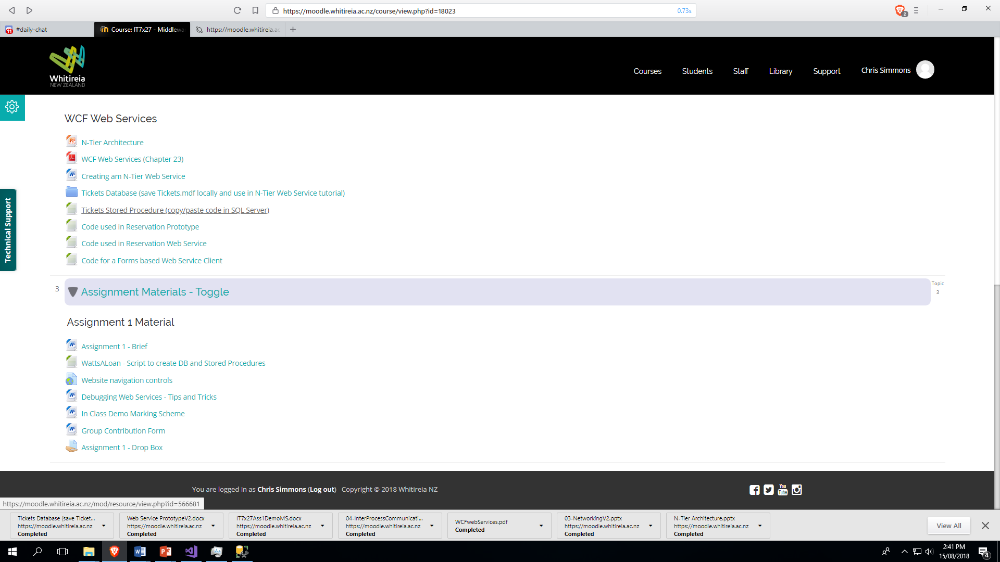 https://moodle.whitireia.ac.nz/course/view.php?id=18023
0.73s
2
11
#daily-chat
Course: IT7x27 - Middlewa
https://moodle.whitireia.ac
Whitireia
NEW ZEALAND
Courses
Students
Staff
Library
Support
Chris Simmons
WCF Web Services
N-Tier Architecture
WCF Web Services (Chapter 23)
Creating am N-Tier Web Service
Tickets Database (save Tickets.mdf locally and use in N-Tier Web Service tutorial)
Tickets Stored Procedure (copy/paste code in SQL Server)
Code used in Reservation Prototype
Code used in Reservation Web Service
Code for a Forms based Web Service Client
Technical Support
3
Assignment Materials - Toggle
Topic
3
Assignment 1 Material
Assignment 1 - Brief
WattsALoan - Script to create DB and Stored Procedures
Website navigation controls
Debugging Web Services - Tips and Tricks
In Class Demo Marking Scheme
Group Contribution Form
Assignment 1 - Drop Box
You are logged in as Chris Simmons (Log out) Copyright © 2018 Whitireia NZ
You Tube
https://moodle.whitireia.ac.nz/mod/resource/view.php?id=566681
Tickets Database (save Ticket...
https://moodle.whitireia.ac.nz
Completed
Web Service PrototypeV2.docx
https://moodle.whitireia.ac.nz
Completed
IT7x27Ass1DemoMS.docx
https://moodle.whitireia.ac.nz
Completed
04-InterProcessCommunicati...
https://moodle.whitireia.ac.nz
Completed
WCFwebServices.pdf
Completed
03-NetworkingV2.pptx
https://moodle.whitireia.ac.nz
Completed
N-Tier Architecture.pptx
https://moodle.whitireia.ac.nz
Completed
View All
2:41 PM
15/08/2018
4